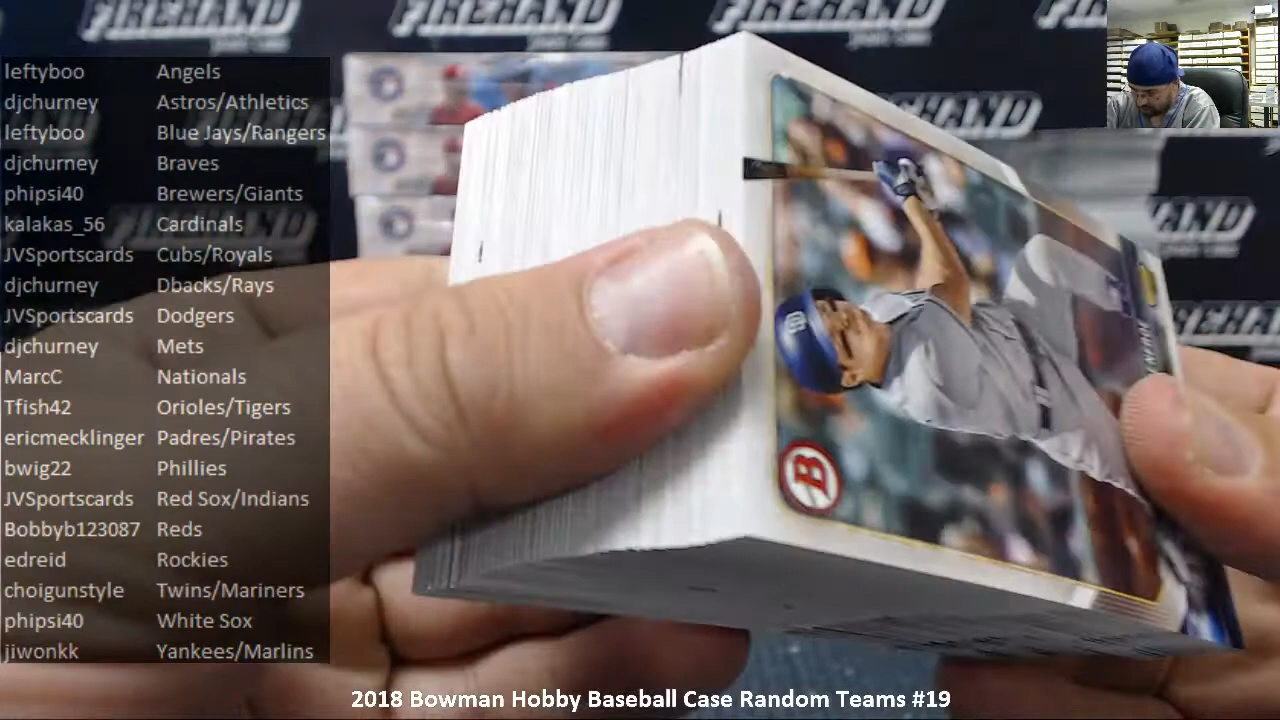 FIREHAND
FIREHAND
FIREHAND
leftyboo Angels
djchurney Astros/Athletics
leftyboo Blue Jays/Rangers
djchurney Braves
phipsi40 Brewers/Giants
kalakas_56 Cardinals
JVSportscards Cubs/Royals
djchurney Dbacks/Rays
JVSportscards Dodgers
djchurney Mets
MarcC Nationals
Tfish42 Orioles/Tigers
ericmecklinger Padres/Pirates
bwig22 Phillies
JVSportscards Red Sox/Indians
Bobbyb123087 Reds
edreid Rockies
choigunstyle Twins/Mariners
phipsi40 White Sox
jiwonkk Yankees/Marlins
B
2018 Bowman Hobby Baseball Case Random Teams #19